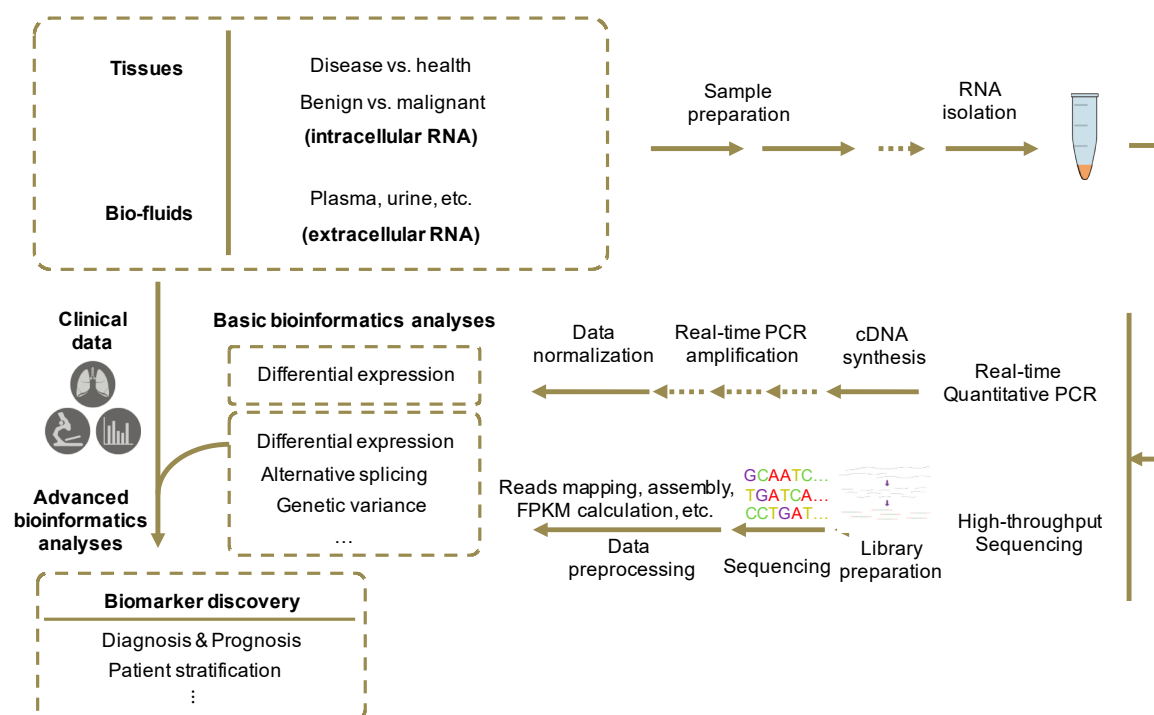 Tissues
Disease vs. health
Benign vs. malignant
(intracellular RNA)
Bio-fluids
Plasma, urine, etc.
(extracellular RNA)
Sample
preparation
RNA
isolation
Clinical
data
Basic bioinformatics analyses
Differential expression
Data
normalization
Real-time PCR
amplification
cDNA
synthesis
Real-time
Quantitative PCR
Differential expression
Alternative splicing
Genetic variance
…
Advanced
bioinformatics
analyses
Reads mapping, assembly,
FPKM calculation, etc.
Data
preprocessing
GCAATC…
TGATCA…
CCTGAT…
Sequencing
Library
preparation
High-throughput
Sequencing
Biomarker discovery
Diagnosis & Prognosis
Patient stratification
⋮